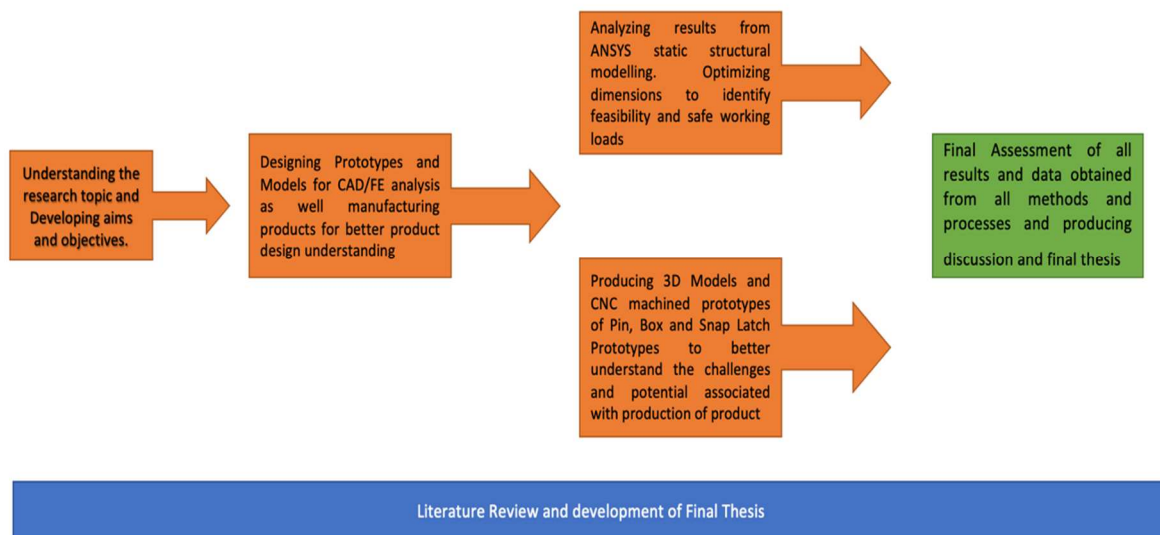 Understanding the
research topic and
Developing aims
and objectives.
Designing Prototypes and
Models for CAD/FE analysis
as well manufacturing
products for better product
design understanding
Analyzing results from
ANSYS static structural
modelling. Optimizing
dimensions to identify
feasibility and safe working
loads
Producing 3D Models and
CNC machined prototypes
of Pin, Box and Snap Latch
Prototypes to better
understand the challenges
and potential associated
with production of product
Final Assessment of all
results and data obtained
from all methods and
processes and producing
discussion and final thesis
Literature Review and development of Final Thesis